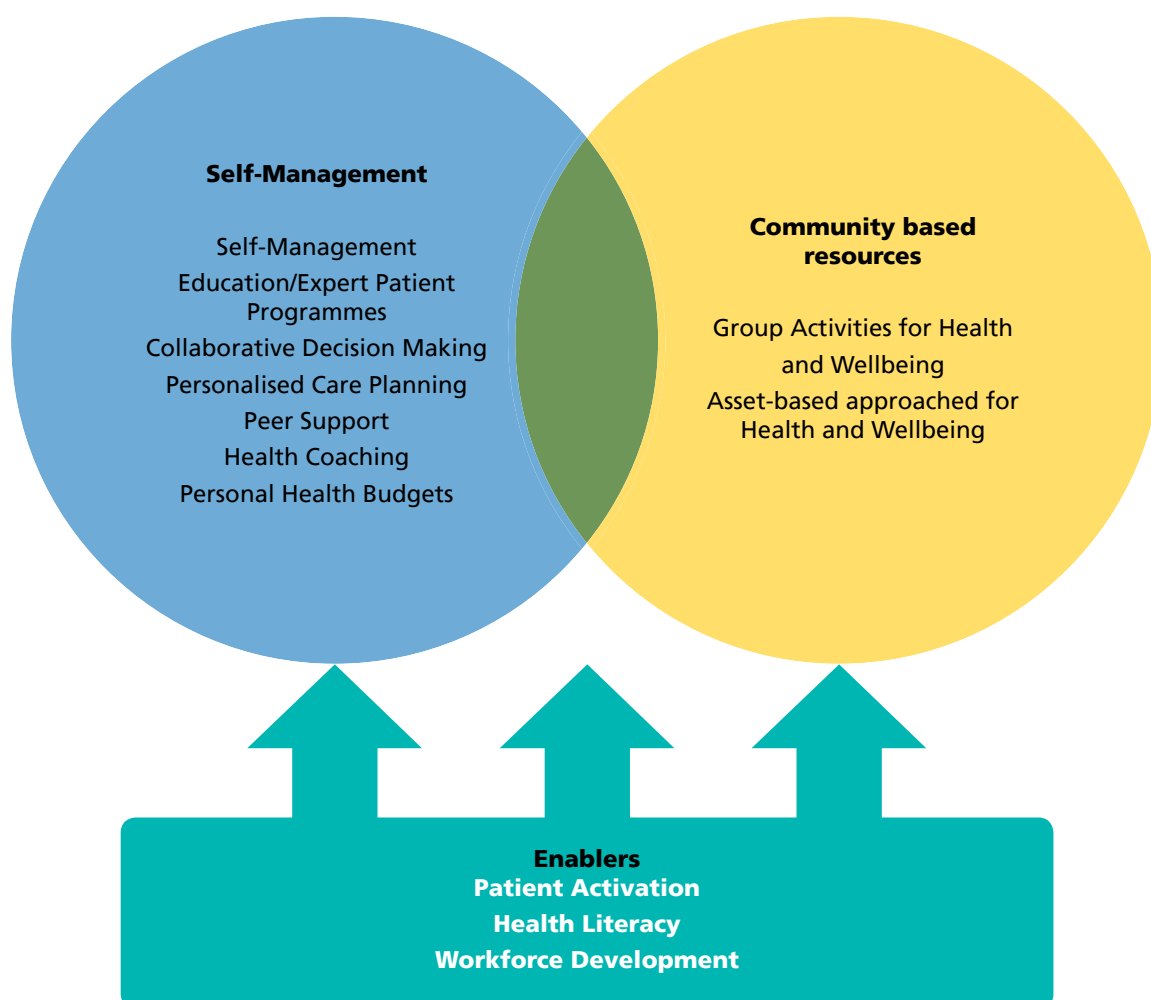 Self-Management
Self-Management
Education/Expert Patient
Programmes
Collaborative Decision Making
Personalised Care Planning
Peer Support
Health Coaching
Personal Health Budgets
Community based
resources
Group Activities for Health
and Wellbeing
Asset-based approached for
Health and Wellbeing
Enablers
Patient Activation
Health Literacy
Workforce Development